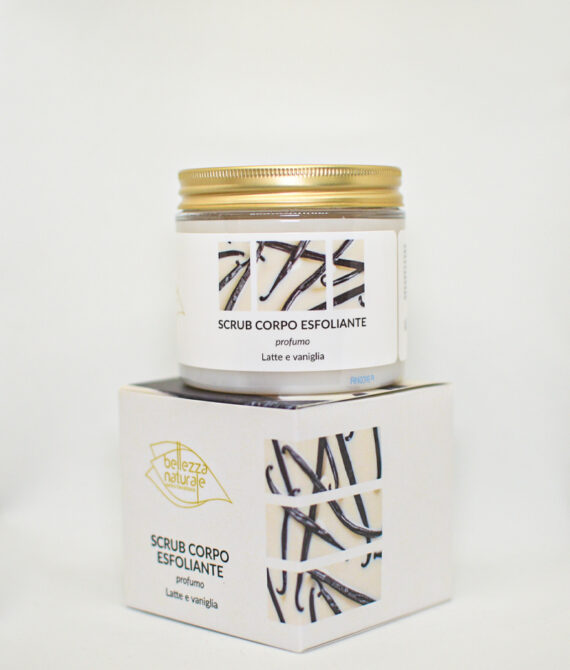 SCRUB CORPO ESFOLIANTE
profumo
Latte e vaniglia
bellezza
naturale
SCRUB CORPO
ESFOLIANTE
profumo
Latte e vaniglia